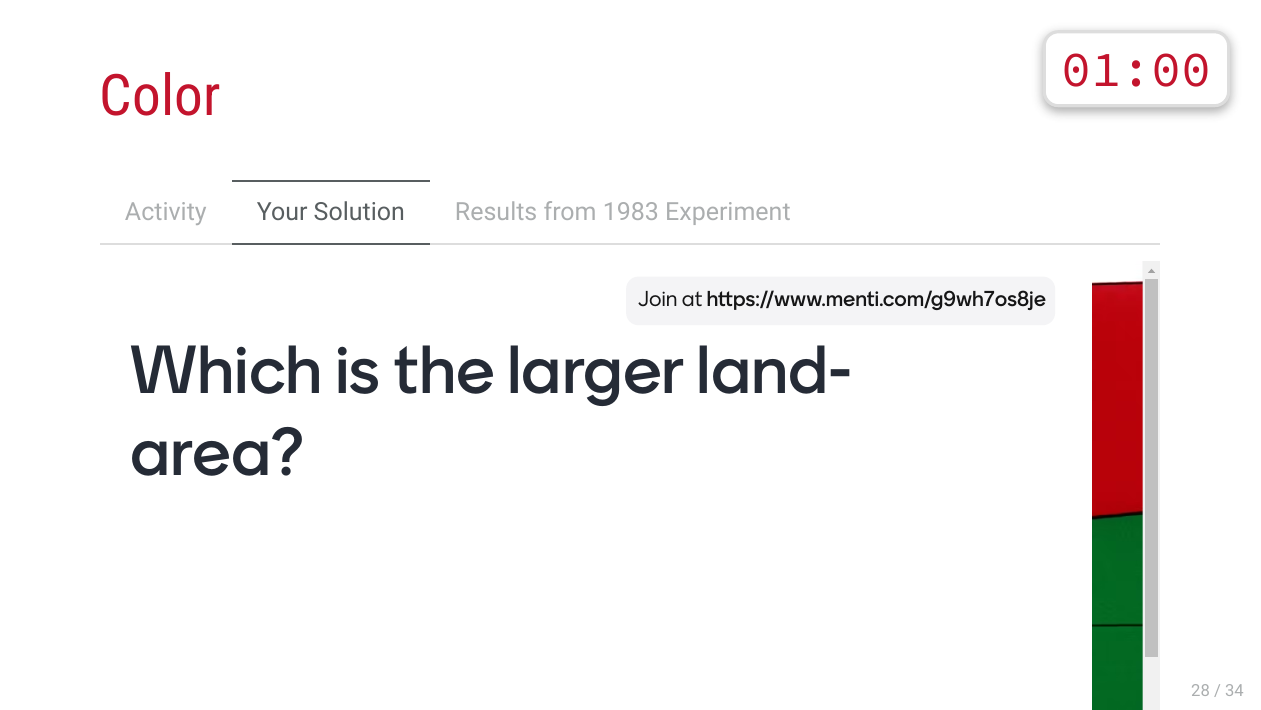 Color
01:00
Activity
Your Solution
Results from 1983 Experiment
Join at https://www.menti.com/g9wh7os8je
Which is the larger land-
area?
28 / 34